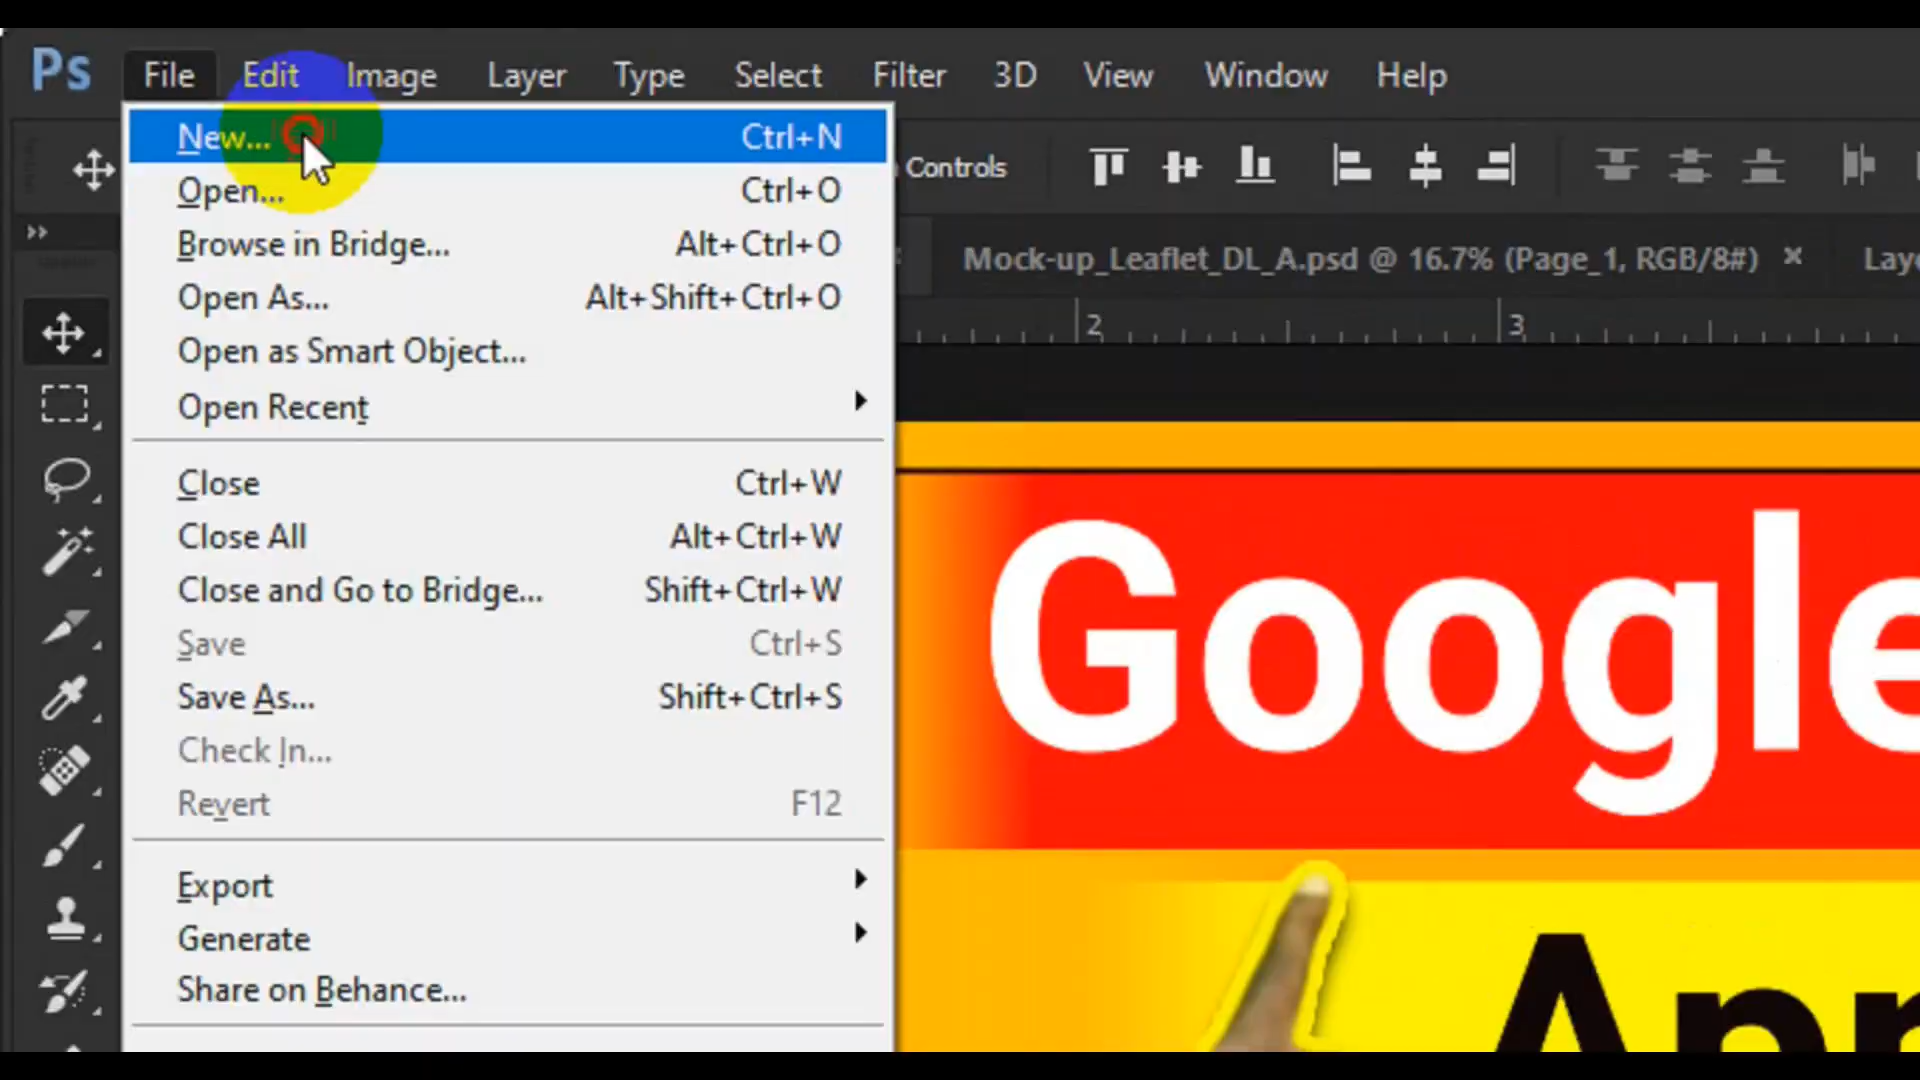 Ps File Edit Image Layer Type Select Filter 3D View Window Help
New... Ctrl+N
Controls
Open... Ctrl+O
Browse in Bridge... Alt+Ctrl+O
Mock-up_Leaflet_DL_A.psd @ 16.7% (Page_1, RGB/8#) ×
Open As... Alt+Shift+Ctrl+O
2 3
Open as Smart Object...
Open Recent
Close Ctrl+W
Close All Alt+Ctrl+W
Close and Go to Bridge... Shift+Ctrl+W
Save Ctrl+S
Save As... Shift+Ctrl+S
Check In...
Revert F12
Google
Export
Generate
Share on Behance...